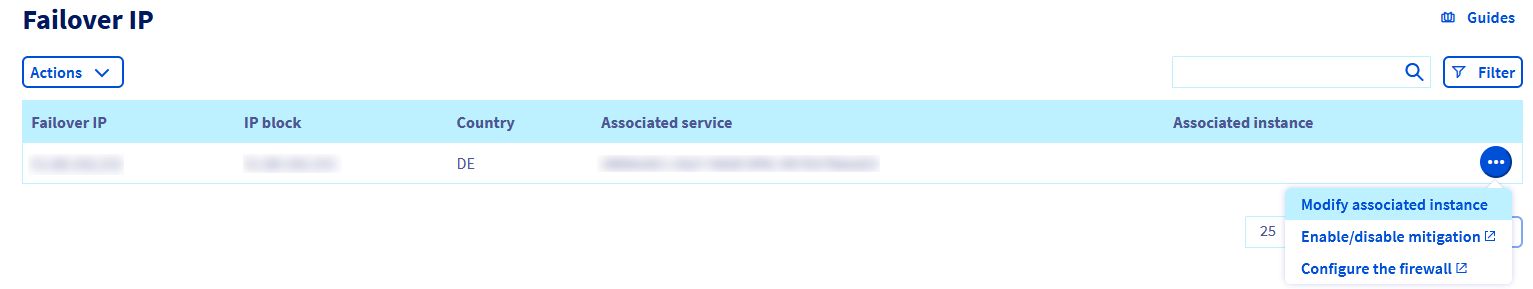 Failover IP
Guides
Actions
Filter
Failover IP IP block Country Associated service Associated instance
DE
Modify associated instance
25
Enable/disable mitigation
Configure the firewall